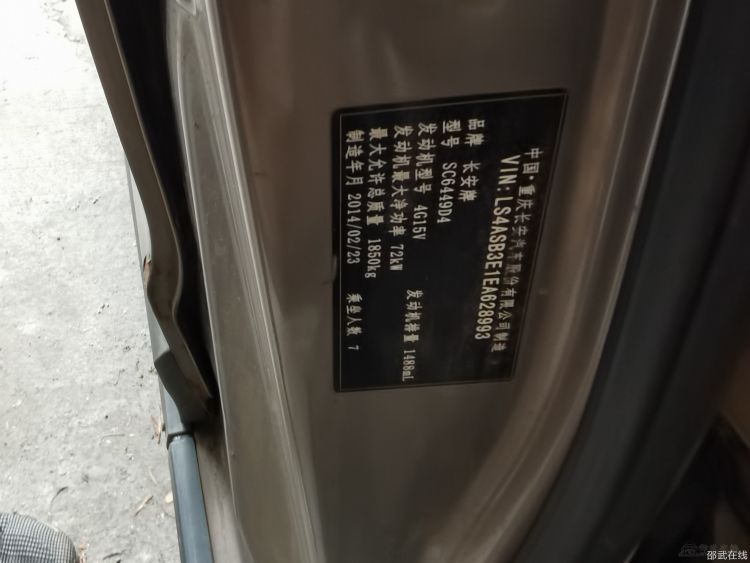 中国·重庆长安汽车股份有限公司制造
VIN: LS4ASB3E1EA628993
品牌 长安牌
型号 SC6449D4
发动机型号 4G15V 发动机排量 1488mL
发动机最大净功率 72kW
最大允许总质量 1850kg
制造年月 2014/02/23 乘坐人数 7
邵武在线